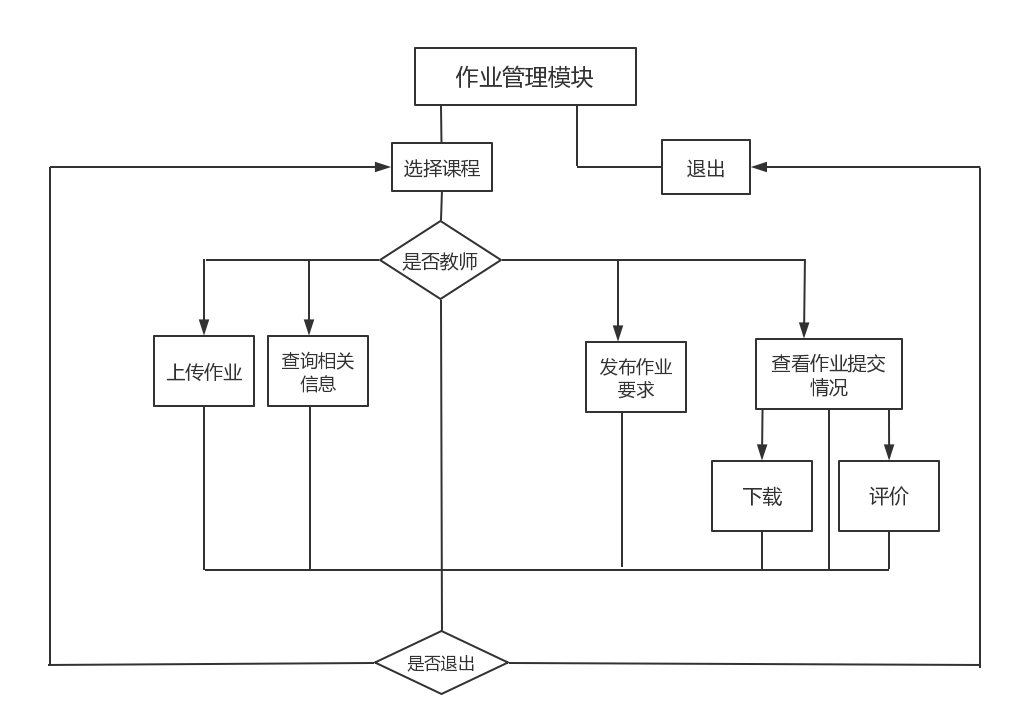 作业管理模块
选择课程
退出
是否教师
上传作业
查询相关
信息
发布作业
要求
查看作业提交
情况
下载
评价
是否退出